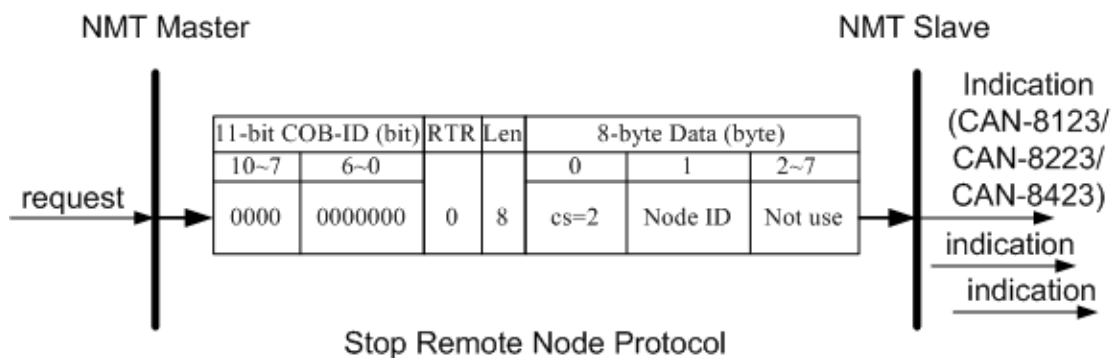 NMT Master
NMT Slave
request
11-bit COB-ID (bit) RTR Len 8-byte Data (byte)
10~7 6~0 0 1 2~7
0000 0000000 0 8 cs=2 Node ID Not use
Indication
(CAN-8123/
CAN-8223/
CAN-8423)
indication
indication
Stop Remote Node Protocol